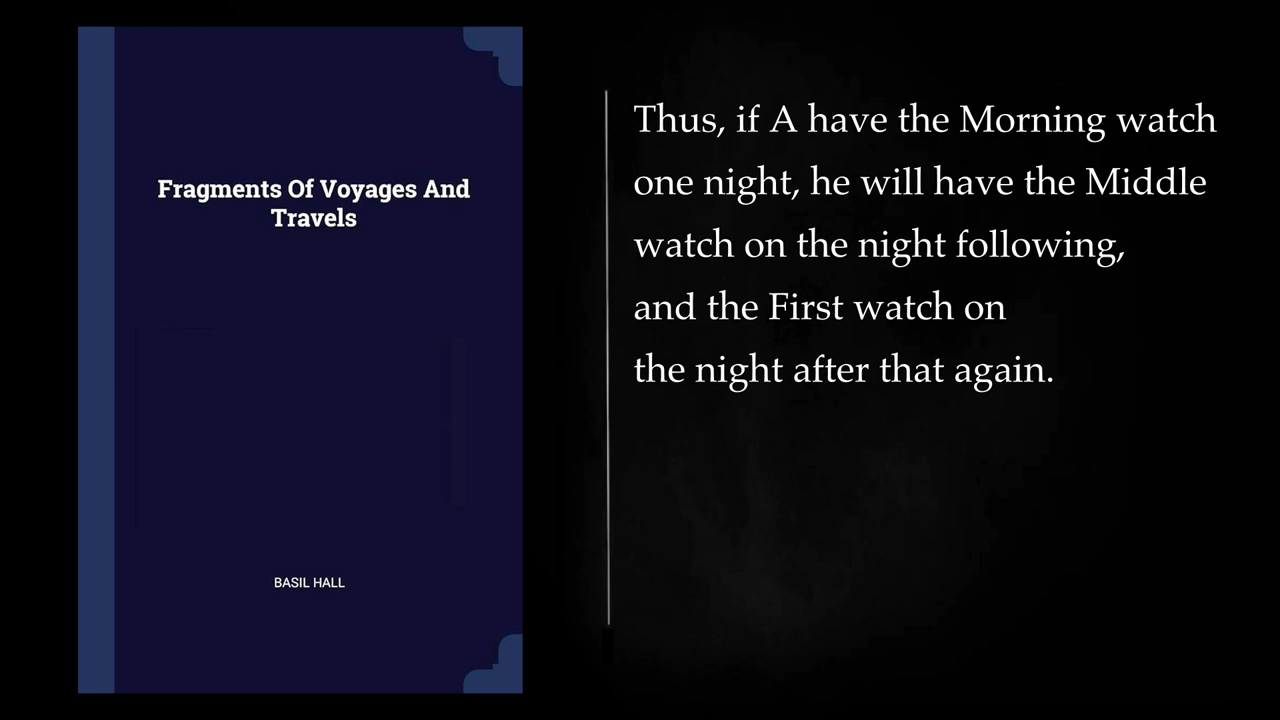 Fragments Of Voyages And
Travels
BASIL HALL
Thus, if A have the Morning watch
one night, he will have the Middle
watch on the night following,
and the First watch on
the night after that again.